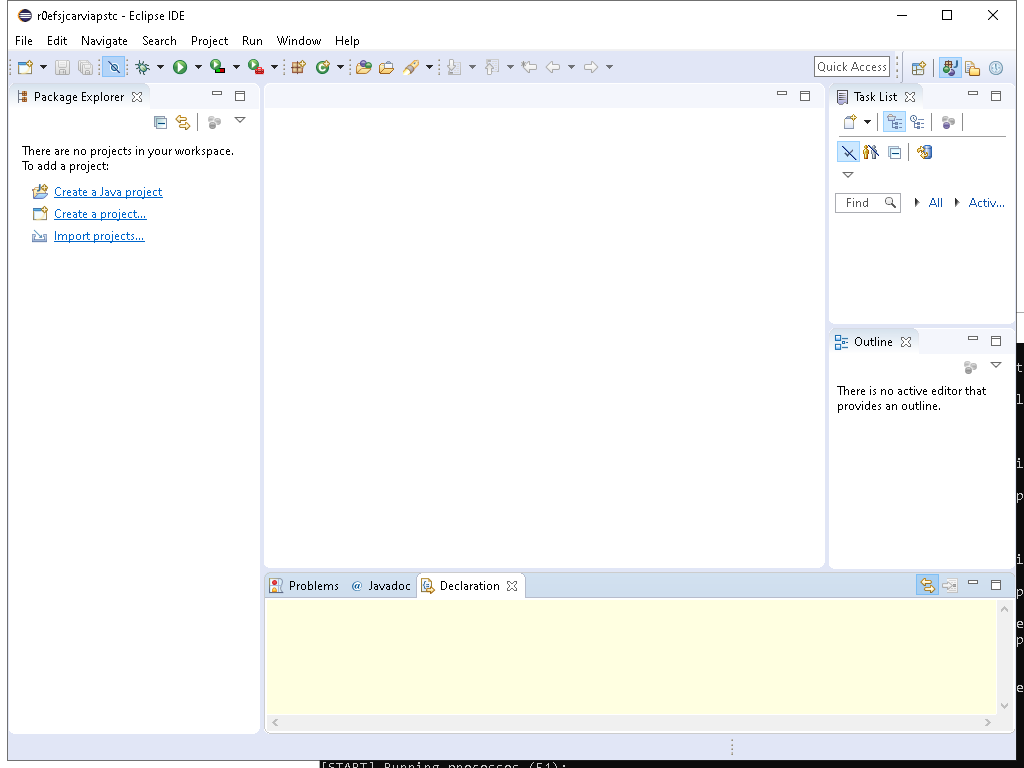 r0efsjcarviapstc - Eclipse IDE
File Edit Navigate Search Project Run Window Help
Quick Access
Package Explorer
Task List
There are no projects in your workspace.
To add a project:
Create a Java project
Create a project...
Import projects...
Find
All
Activ...
Outline
There is no active editor that
provides an outline.
Problems
@ Javadoc
Declaration
[START] Running processes (51):